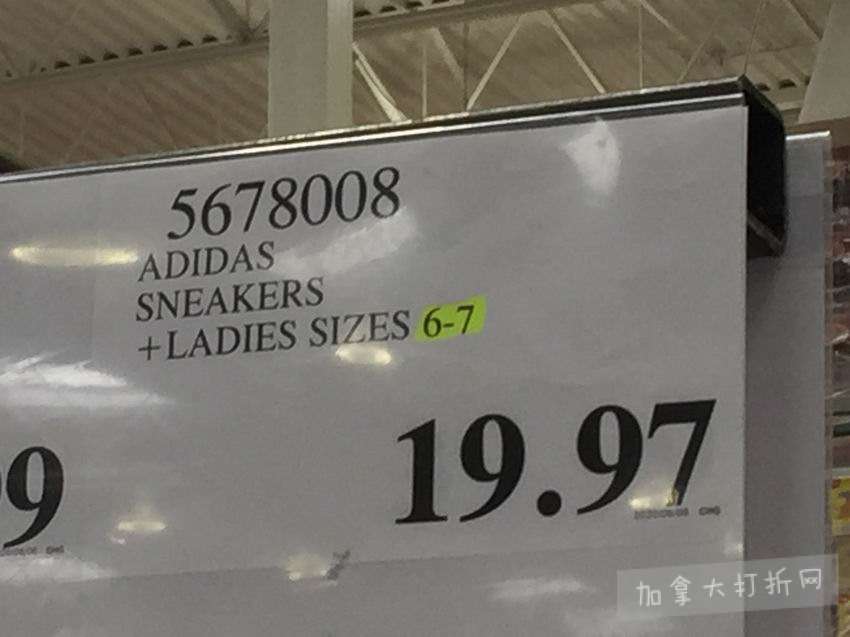 5678008
ADIDAS
SNEAKERS
+LADIES SIZES 6-7
19.97
9
加拿大打折网